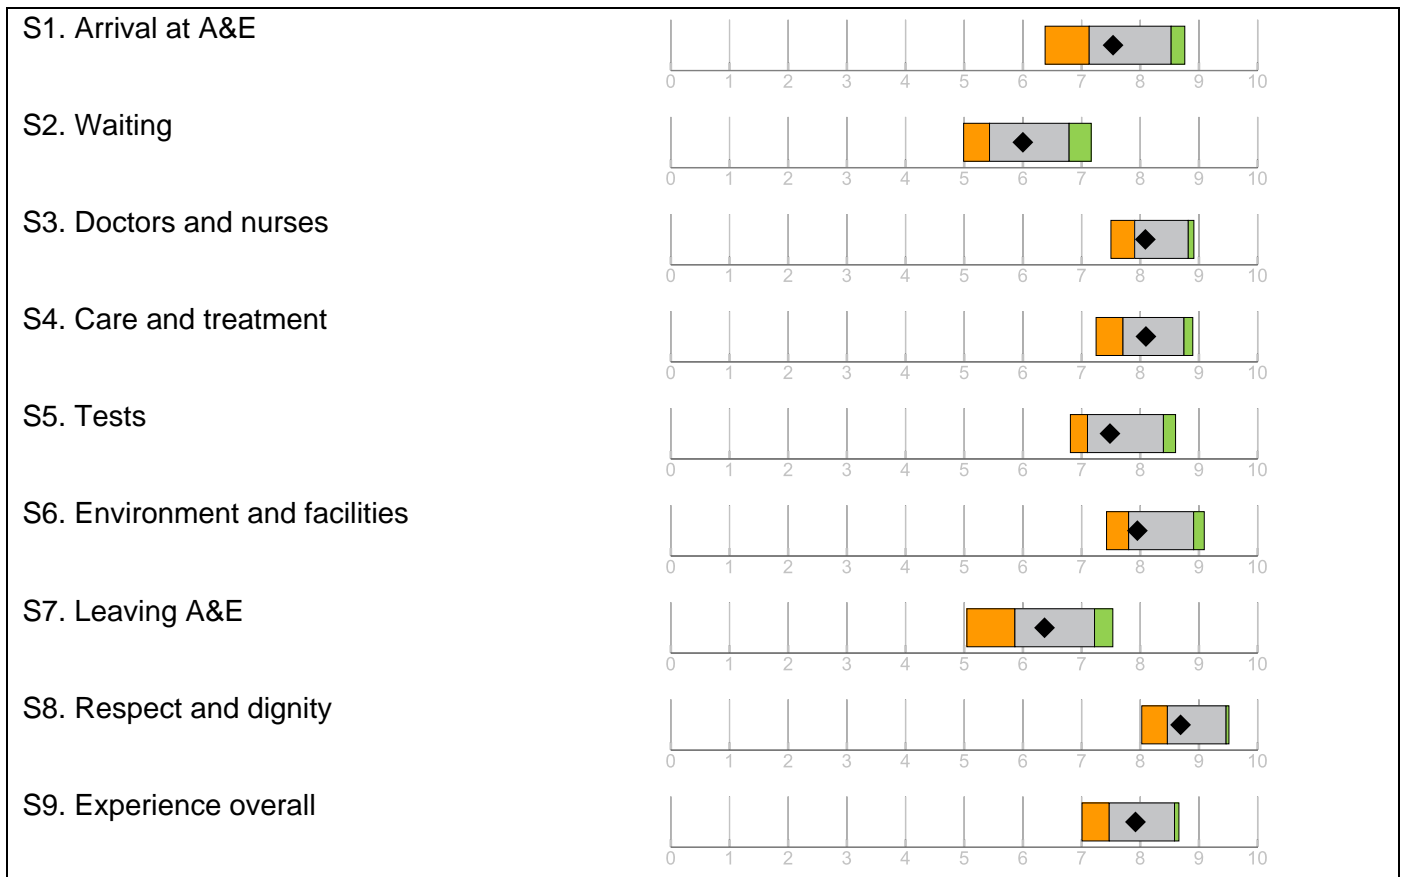 S1. Arrival at A&E
0 1 2 3 4 5 6 7 8 9 10
S2. Waiting
0 1 2 3 4 5 6 7 8 9 10
S3. Doctors and nurses
0 1 2 3 4 5 6 7 8 9 10
S4. Care and treatment
0 1 2 3 4 5 6 7 8 9 10
S5. Tests
0 1 2 3 4 5 6 7 8 9 10
S6. Environment and facilities
0 1 2 3 4 5 6 7 8 9 10
S7. Leaving A&E
0 1 2 3 4 5 6 7 8 9 10
S8. Respect and dignity
0 1 2 3 4 5 6 7 8 9 10
S9. Experience overall
0 1 2 3 4 5 6 7 8 9 10